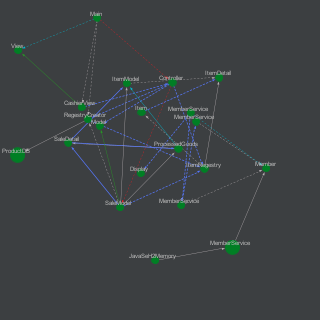 Main
View
ItemModel
Controller
ItemDetail
CashierView
Item
MemberService
RegistryCreator
MemberService
Model
SaleDetail
ProcessedGoods
ProductDB
ItemRegistry
Member
Display
SaleModel
MemberService
MemberService
JavaSet2Memory